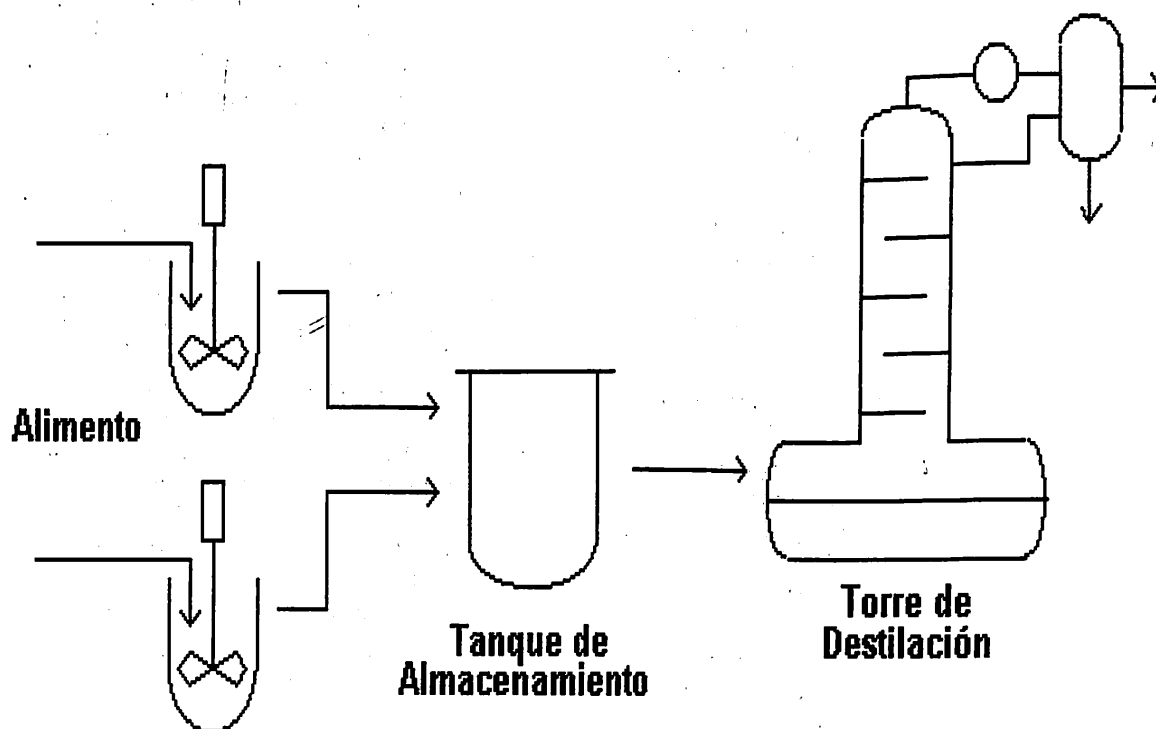 Alimento
Tanque de
Almacenamiento
Torre de
Destilación